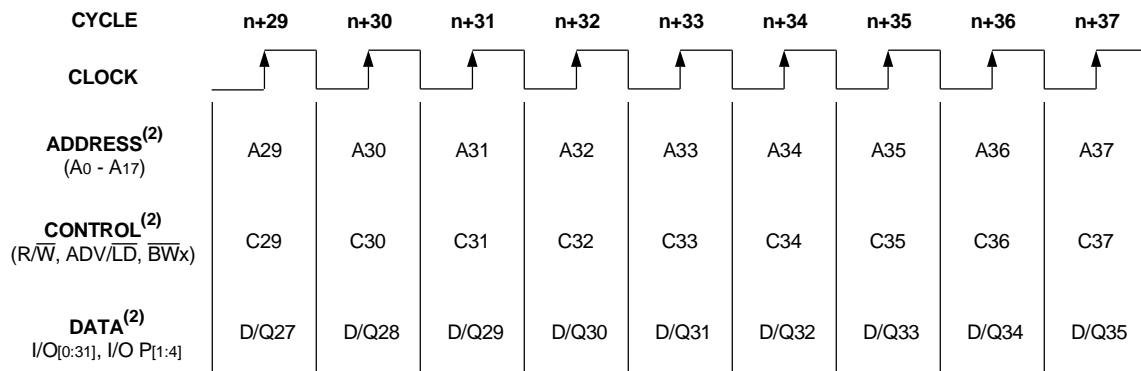 CYCLE n+29 n+30 n+31 n+32 n+33 n+34 n+35 n+36 n+37
CLOCK
ADDRESS(2) A29 A30 A31 A32 A33 A34 A35 A36 A37
(A0 - A17)
CONTROL(2) C29 C30 C31 C32 C33 C34 C35 C36 C37
(R/W̅, ADV/L̅D̅, B̅W̅x)
DATA(2) D/Q27 D/Q28 D/Q29 D/Q30 D/Q31 D/Q32 D/Q33 D/Q34 D/Q35
I/O[0:31], I/O P[1:4]